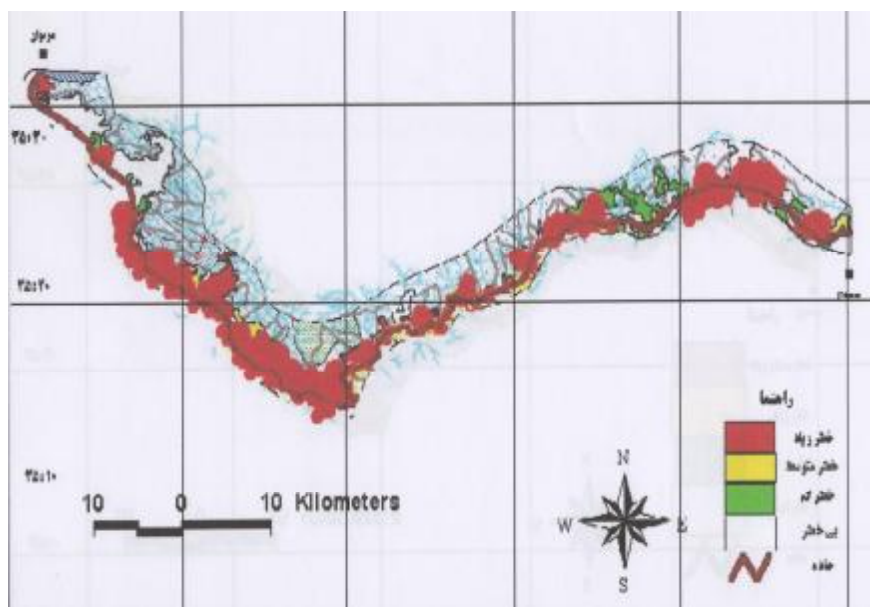 مریوان
۳۵:۳۰
۳۵:۲۰
۳۵:۱۰
راهنما
خطر زیاد
خطر متوسط
خطر کم
بی خطر
جاده
10 0 10 Kilometers
N
W E
S